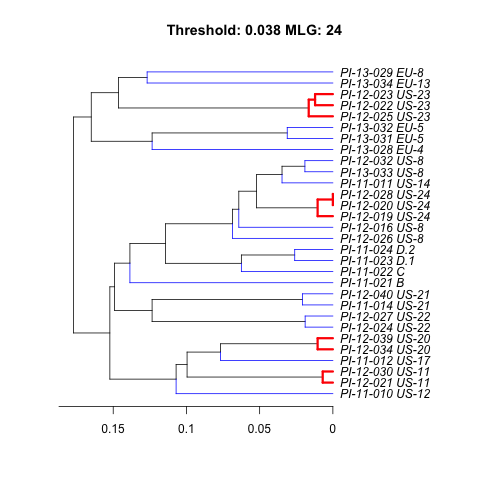 Threshold: 0.038 MLG: 24
PI-13-029 EU-8
PI-13-034 EU-13
PI-12-023 US-23
PI-12-022 US-23
PI-12-025 US-23
PI-13-032 EU-5
PI-13-031 EU-5
PI-13-028 EU-4
PI-12-032 US-8
PI-13-033 US-8
PI-11-011 US-14
PI-12-028 US-24
PI-12-020 US-24
PI-12-019 US-24
PI-12-016 US-8
PI-12-026 US-8
PI-11-024 D.2
PI-11-023 D.1
PI-11-022 C
PI-11-021 B
PI-12-040 US-21
PI-11-014 US-21
PI-12-027 US-22
PI-12-024 US-22
PI-12-039 US-20
PI-12-034 US-20
PI-11-012 US-17
PI-12-030 US-11
PI-12-021 US-11
PI-11-010 US-12
0.15 0.1 0.05 0